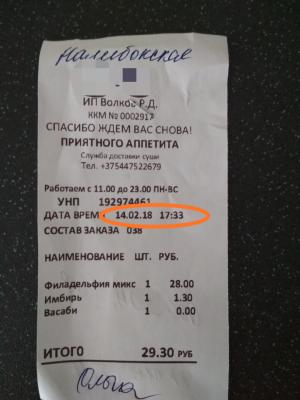 Налибокская
ИП Волков Р.Д.
ККМ № 0002917
СПАСИБО ЖДЕМ ВАС СНОВА!
ПРИЯТНОГО АППЕТИТА
Служба доставки суши
Тел. +375447522679
Работаем с 11.00 до 23.00 ПН-ВС
УНП 192974461
ДАТА ВРЕМЯ 14.02.18 17:33
СОСТАВ ЗАКАЗА 038
НАИМЕНОВАНИЕ ШТ. РУБ.
Филадельфия микс 1 28.00
Имбирь 1 1.30
Васаби 1 0.00
ИТОГО 29.30 РУБ
Ольга